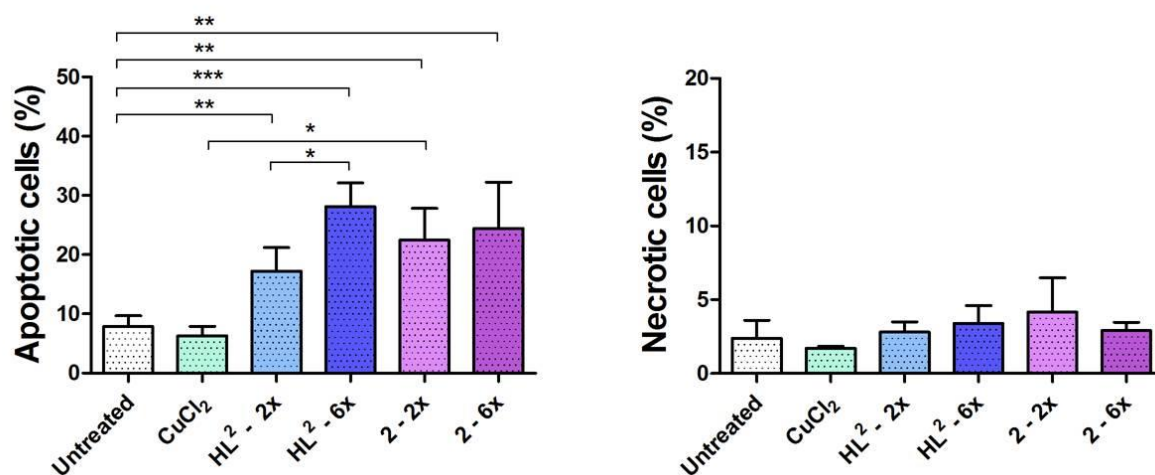 Apoptotic cells (%)
**
**
***
**
*
*
50
40
30
20
10
0
Untreated
CuCl₂
HL² - 2x
HL² - 6x
2 - 2x
2 - 6x
Necrotic cells (%)
20
15
10
5
0
Untreated
CuCl₂
HL² - 2x
HL² - 6x
2 - 2x
2 - 6x